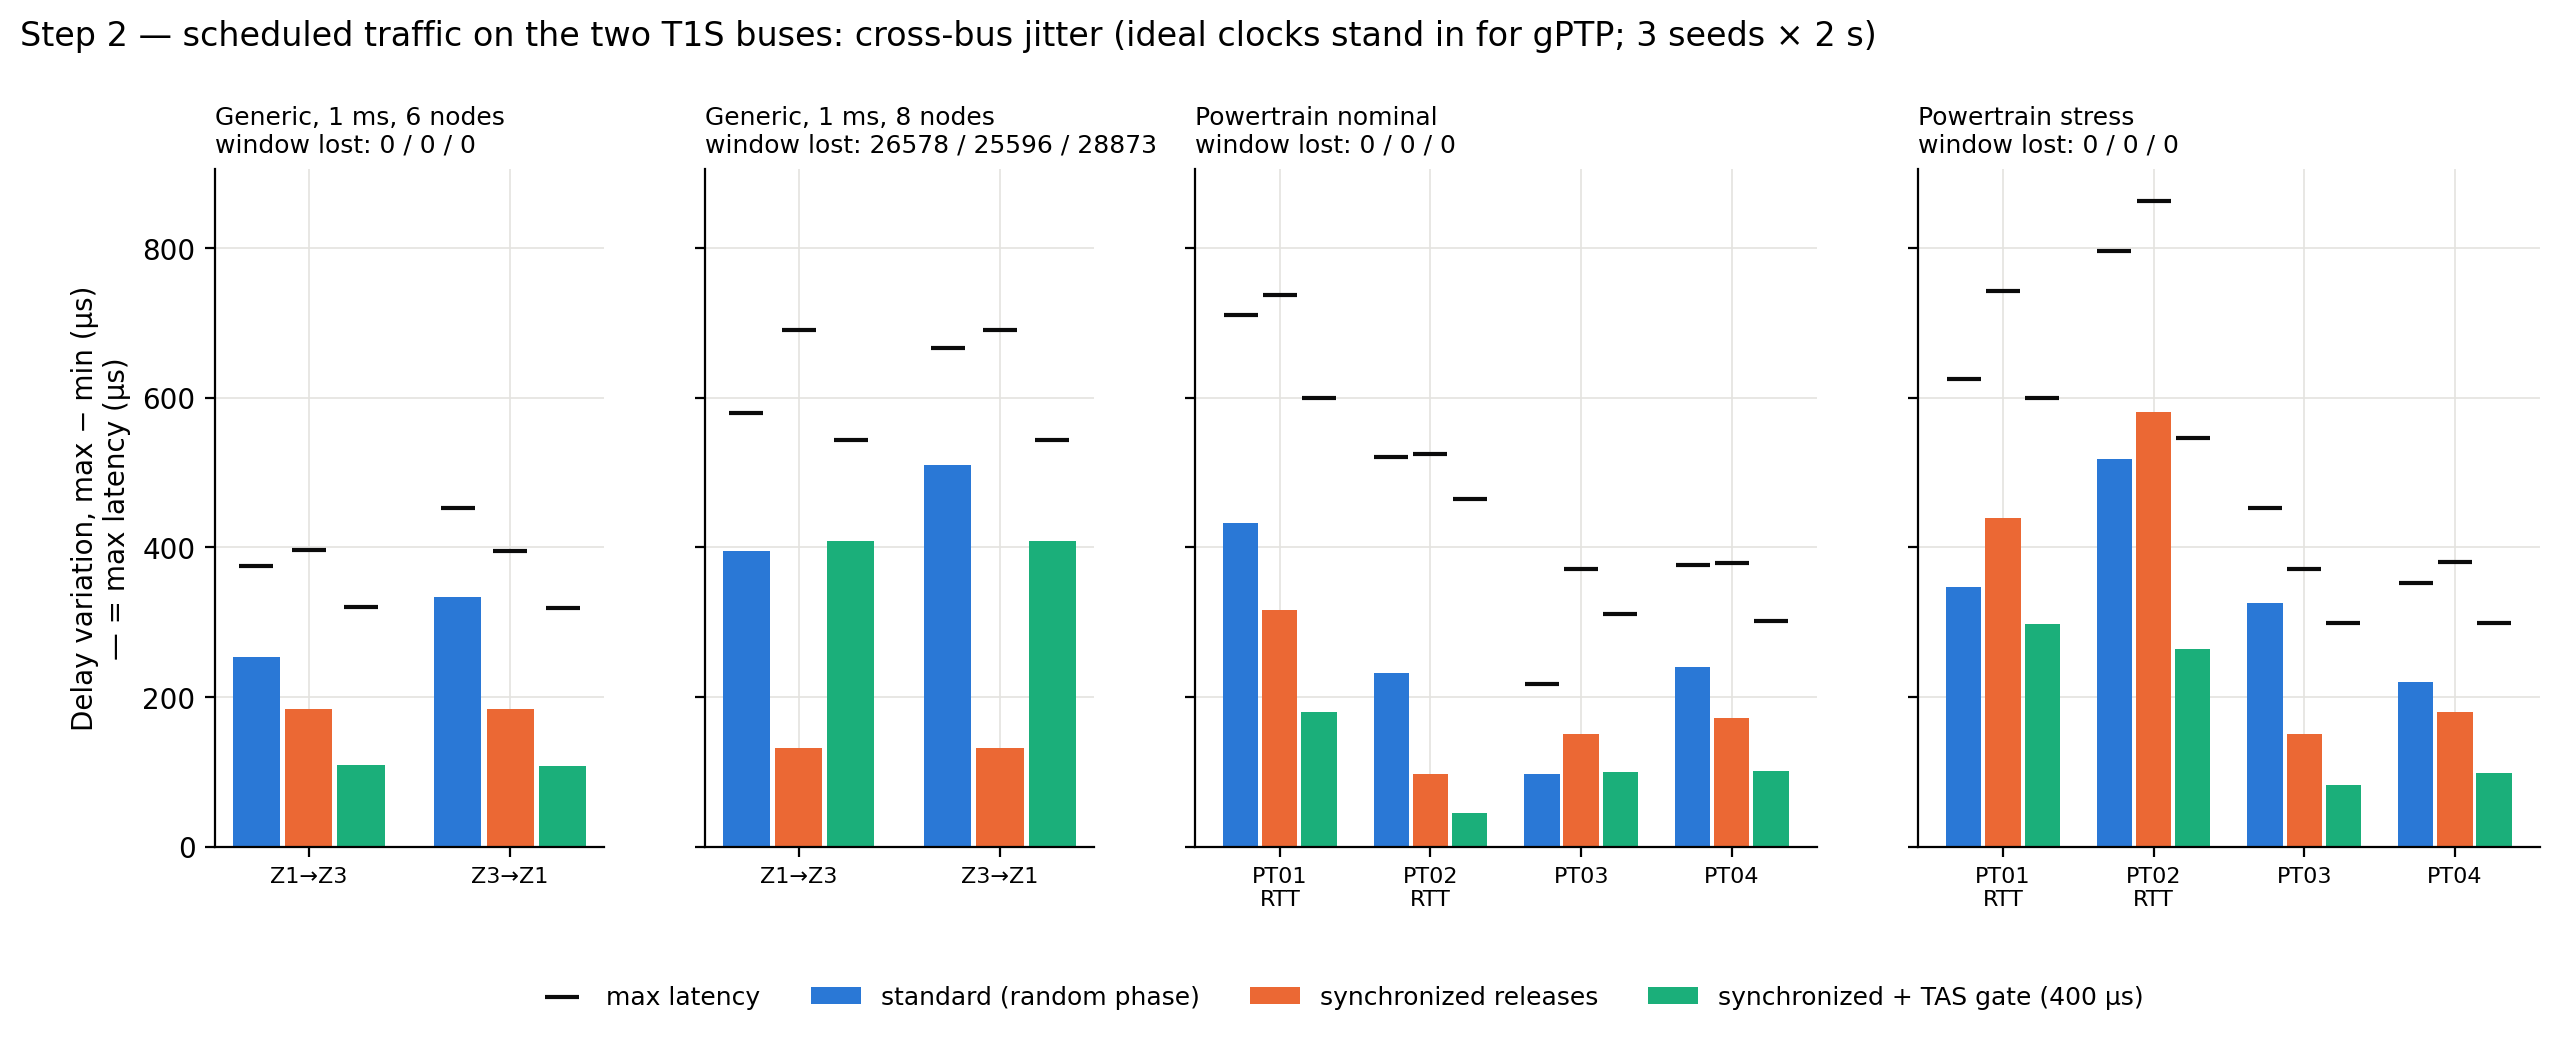 Step 2 — scheduled traffic on the two T1S buses: cross-bus jitter (ideal clocks stand in for gPTP; 3 seeds × 2 s)
Generic, 1 ms, 6 nodes
window lost: 0 / 0 / 0
Generic, 1 ms, 8 nodes
window lost: 26578 / 25596 / 28873
Powertrain nominal
window lost: 0 / 0 / 0
Powertrain stress
window lost: 0 / 0 / 0
Delay variation, max − min (µs)
— = max latency (µs)
800
600
400
200
0
Z1→Z3
Z3→Z1
Z1→Z3
Z3→Z1
PT01
RTT
PT02
RTT
PT03
PT04
PT01
RTT
PT02
RTT
PT03
PT04
max latency
standard (random phase)
synchronized releases
synchronized + TAS gate (400 µs)